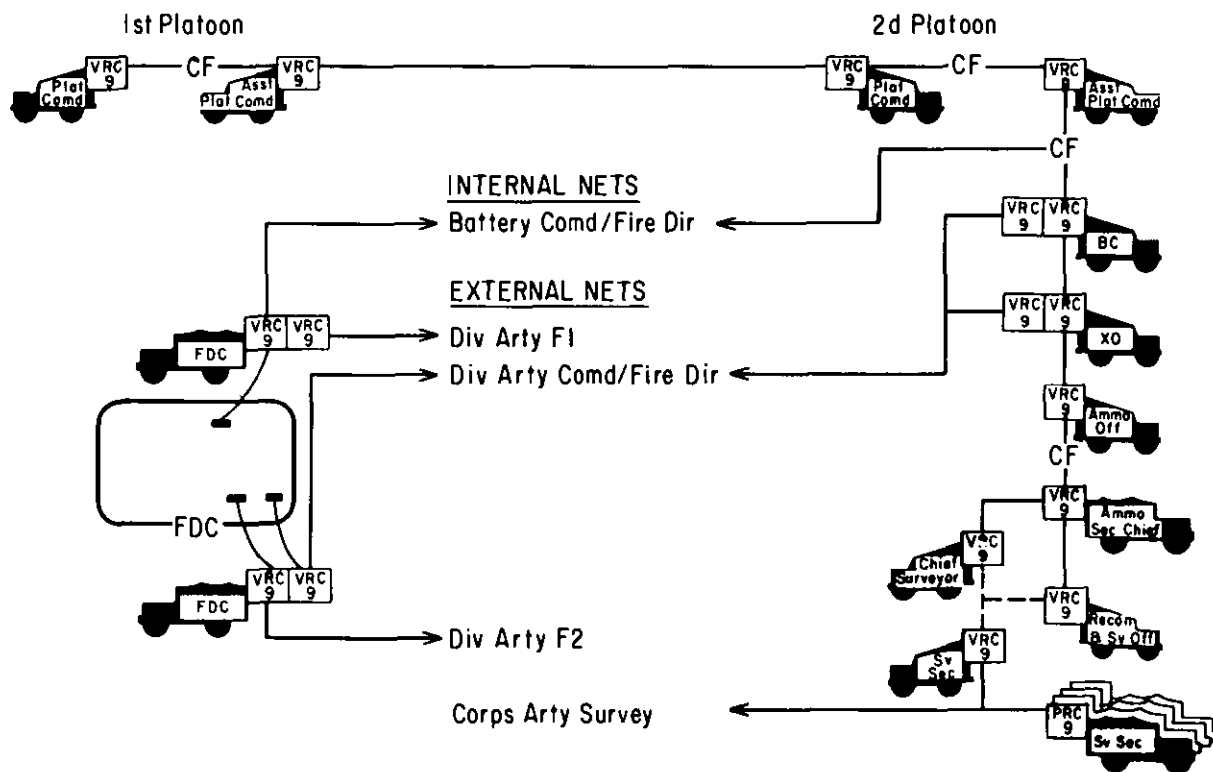 1st Platoon
2d Platoon
VRC
9
CF
VRC
9
VRC
9
CF
VRC
Plat
Comd
Asst
Plat Comd
Plat
Comd
Asst
Plat Comd
CF
INTERNAL NETS
Battery Comd/Fire Dir
VRC
9
VRC
9
BC
EXTERNAL NETS
VRC
9
VRC
9
FDC
Div Arty F1
VRC
9
VRC
9
XO
Div Arty Comd/Fire Dir
VRC
9
Ammo
Off
CF
FDC
VRC
9
Ammo
Sec Chief
VRC
9
Chief
Surveyor
VRC
9
VRC
9
FDC
VRC
9
Recom
& Sv Off
Div Arty F2
VRC
9
Sv
Sec
Corps Arty Survey
PRC
9
Sv Sec